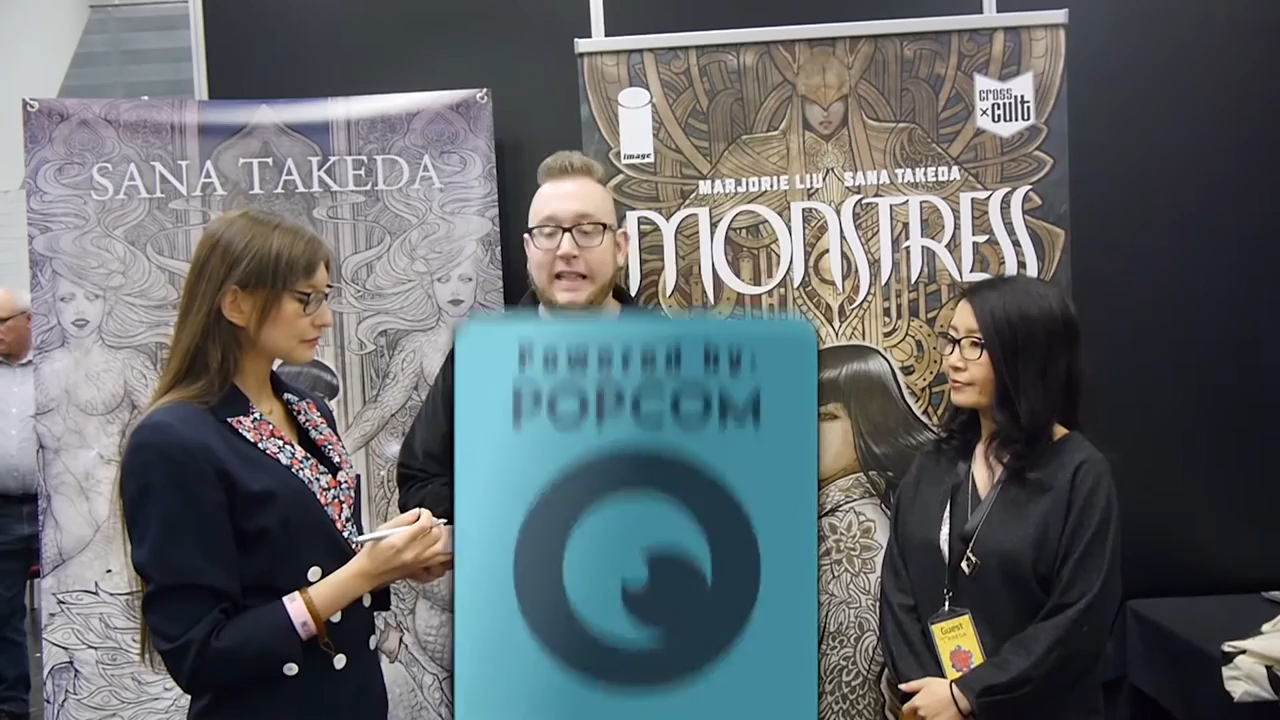 SANA TAKEDA
image
cross
×cult
MARJORIE LIU SANA TAKEDA
MONSTRESS
Powered by:
POPCOM
Guest